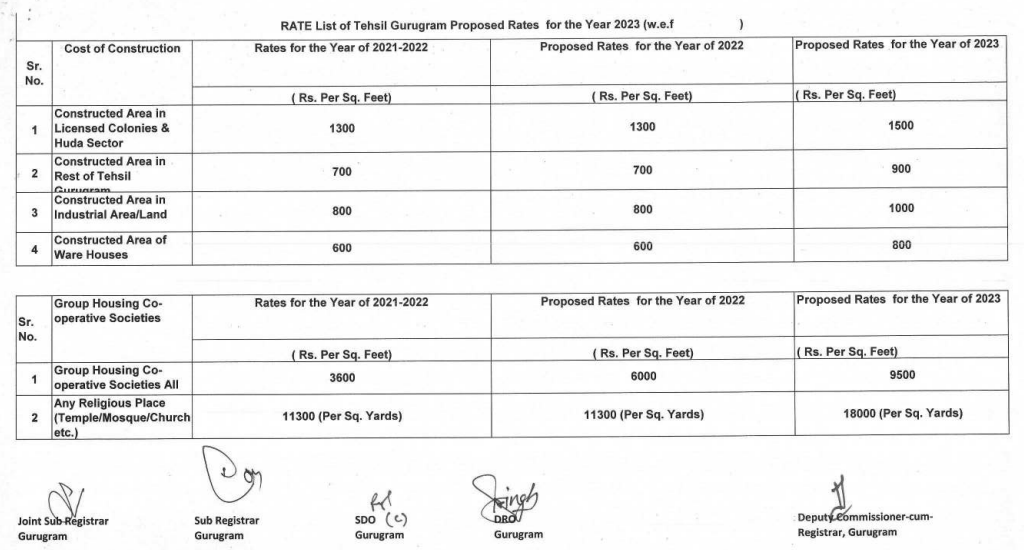 RATE List of Tehsil Gurugram Proposed Rates for the Year 2023 (w.e.f )
Sr. No. Cost of Construction Rates for the Year of 2021-2022 Proposed Rates for the Year of 2022 Proposed Rates for the Year of 2023
( Rs. Per Sq. Feet) ( Rs. Per Sq. Feet) ( Rs. Per Sq. Feet)
1 Constructed Area in Licensed Colonies & Huda Sector 1300 1300 1500
2 Constructed Area in Rest of Tehsil Gurugram 700 700 900
3 Constructed Area in Industrial Area/Land 800 800 1000
4 Constructed Area of Ware Houses 600 600 800
Sr. No. Group Housing Co-operative Societies Rates for the Year of 2021-2022 Proposed Rates for the Year of 2022 Proposed Rates for the Year of 2023
( Rs. Per Sq. Feet) ( Rs. Per Sq. Feet) ( Rs. Per Sq. Feet)
1 Group Housing Co-operative Societies All 3600 6000 9500
2 Any Religious Place (Temple/Mosque/Church etc.) 11300 (Per Sq. Yards) 11300 (Per Sq. Yards) 18000 (Per Sq. Yards)
Joint Sub Registrar Sub Registrar SDO (c) DRO Deputy Commissioner-cum-
Gurugram Gurugram Gurugram Gurugram Registrar, Gurugram